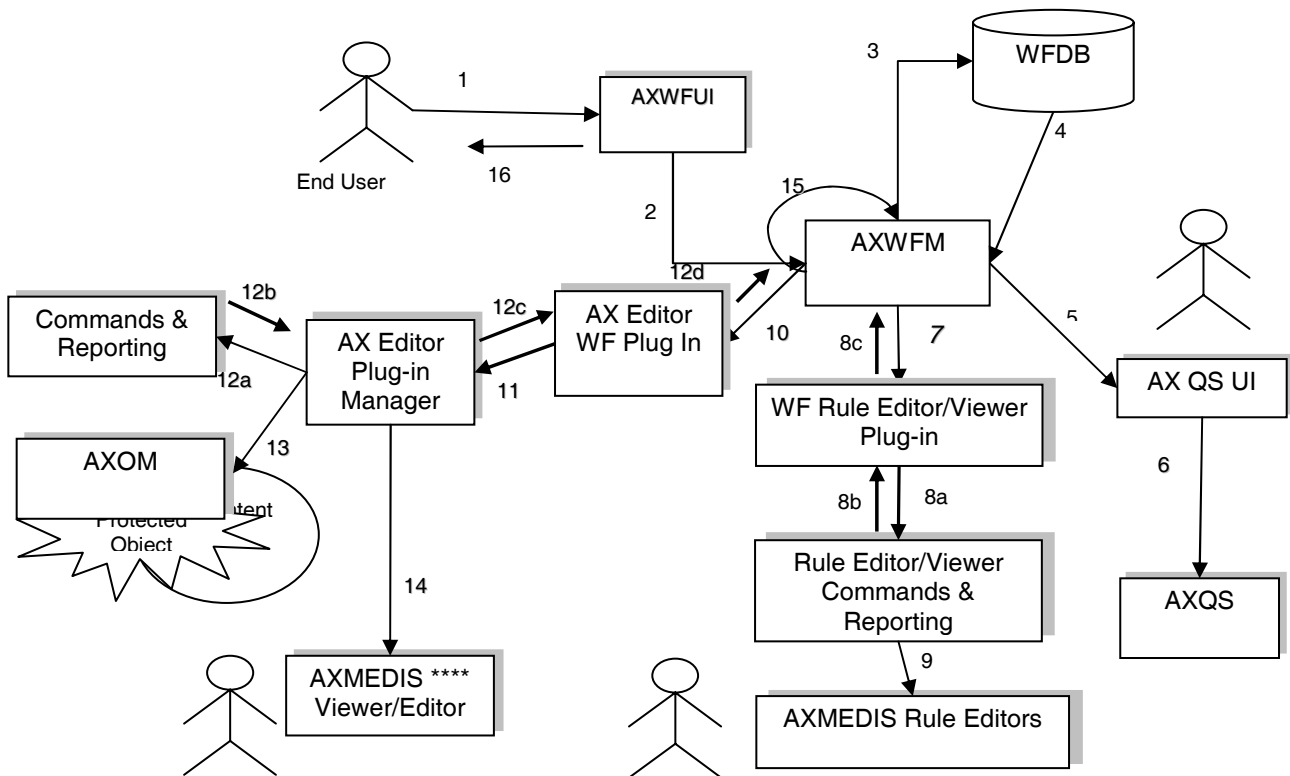 3
WFDB
1
AXWFUI
4
End User
16
2
15
AXWFM
12d
12b
12c
Commands &
Reporting
AX Editor
Plug-in
Manager
AX Editor
WF Plug In
10
8c
7
5
12a
11
AX QS UI
WF Rule Editor/Viewer
Plug-in
13
AXOM
6
8b
8a
Protected
Object
14
Rule Editor/Viewer
Commands &
Reporting
AXQS
9
AXMEDIS ****
Viewer/Editor
AXMEDIS Rule Editors